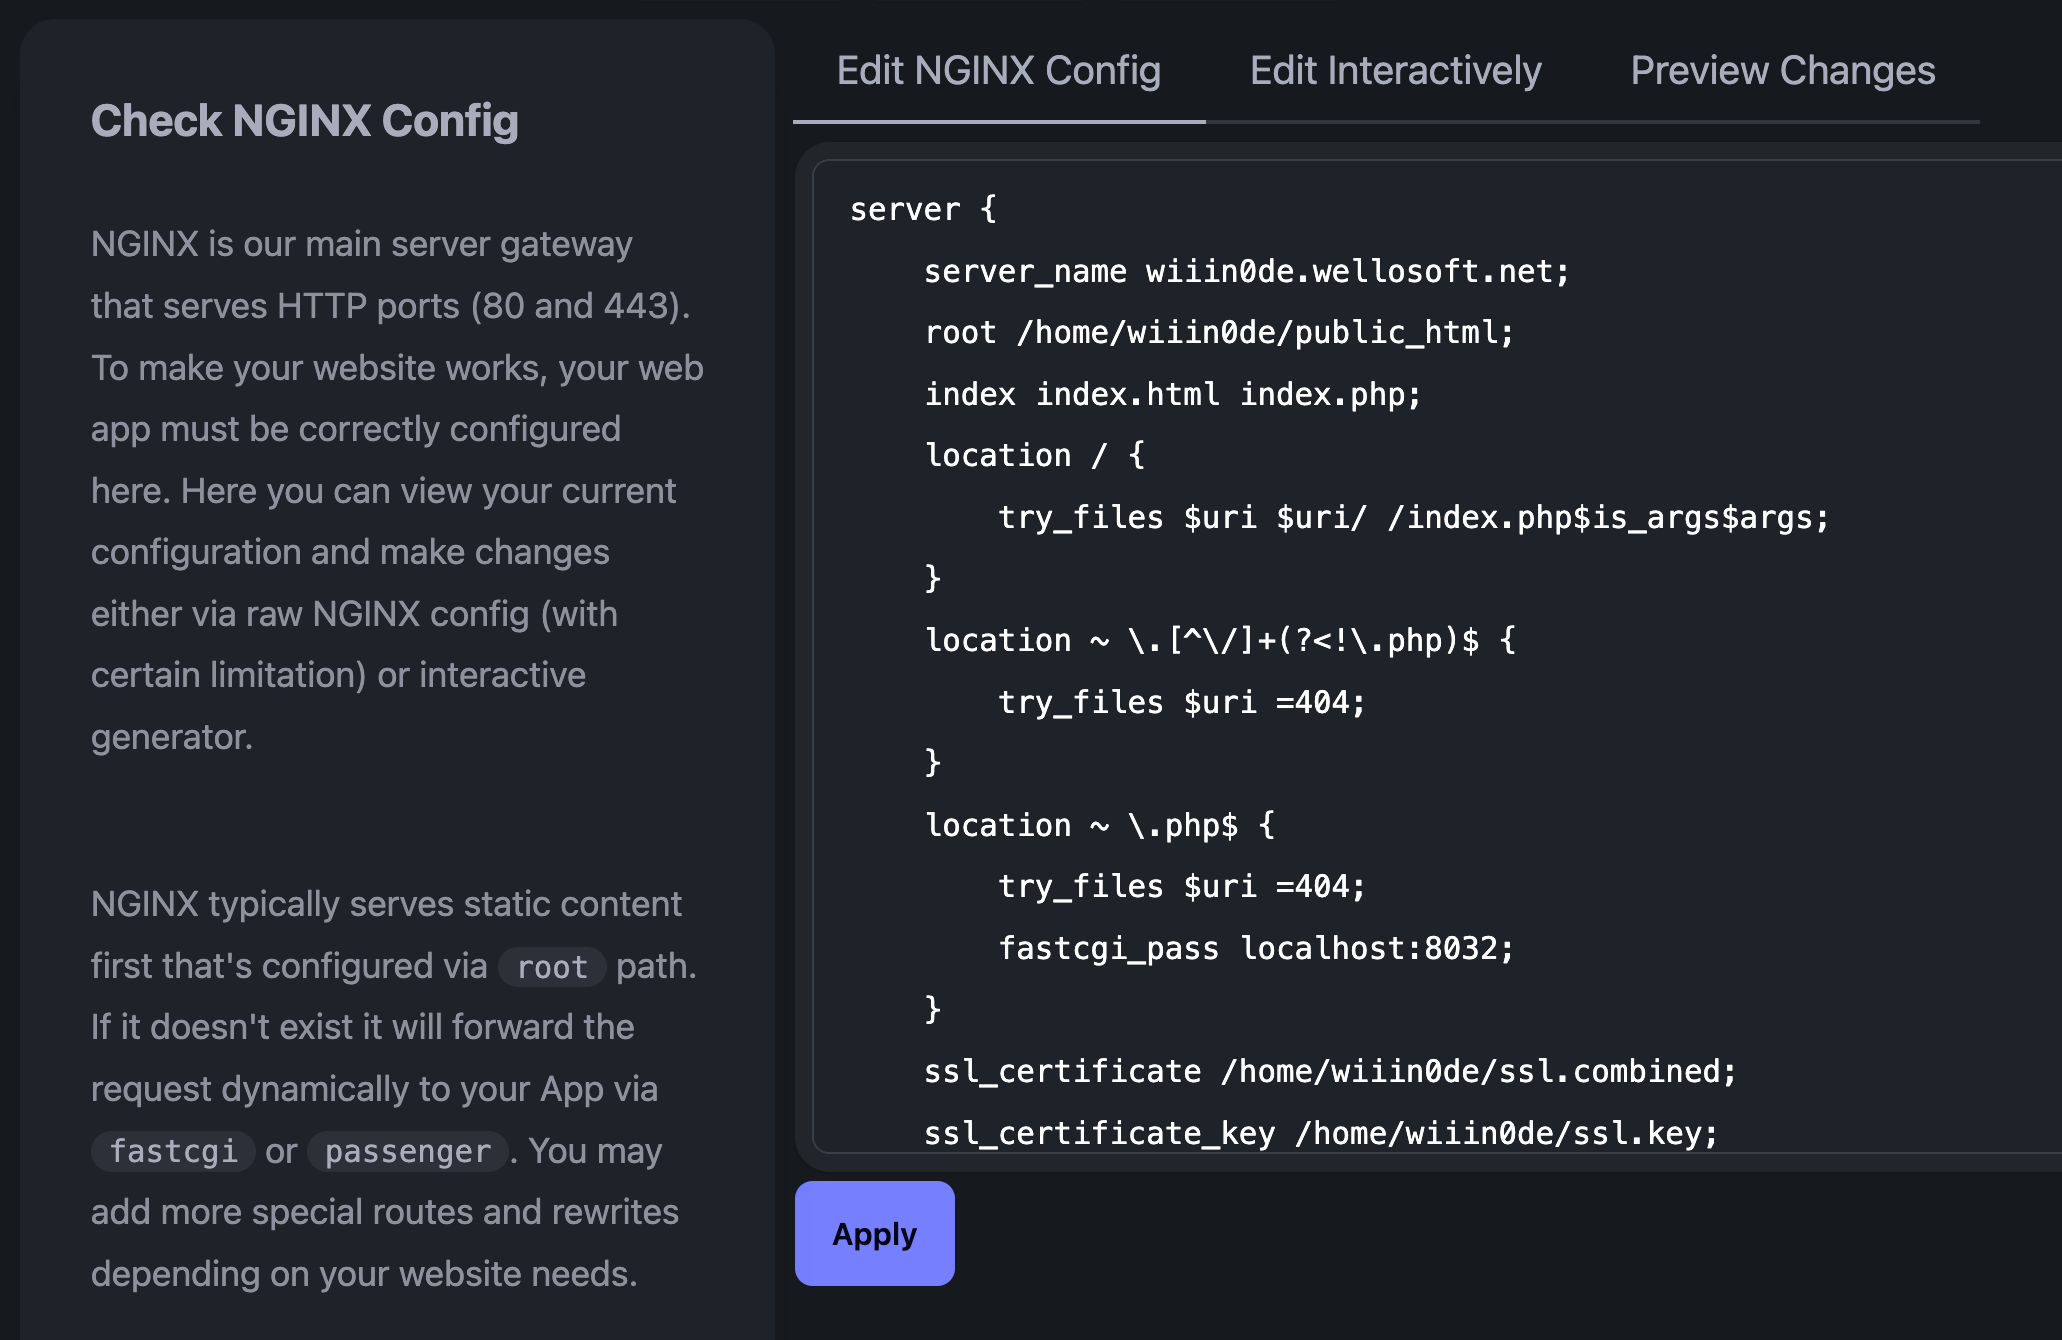 Check NGINX Config
NGINX is our main server gateway
that serves HTTP ports (80 and 443).
To make your website works, your web
app must be correctly configured
here. Here you can view your current
configuration and make changes
either via raw NGINX config (with
certain limitation) or interactive
generator.
NGINX typically serves static content
first that's configured via root path.
If it doesn't exist it will forward the
request dynamically to your App via
fastcgi or passenger. You may
add more special routes and rewrites
depending on your website needs.
Edit NGINX Config Edit Interactively Preview Changes
server {
    server_name wiiin0de.wellosoft.net;
    root /home/wiiin0de/public_html;
    index index.html index.php;
    location / {
        try_files $uri $uri/ /index.php$is_args$args;
    }
    location ~ \.[^\/]+(?<!\.php)$ {
        try_files $uri =404;
    }
    location ~ \.php$ {
        try_files $uri =404;
        fastcgi_pass localhost:8032;
    }
    ssl_certificate /home/wiiin0de/ssl.combined;
    ssl_certificate_key /home/wiiin0de/ssl.key;
Apply